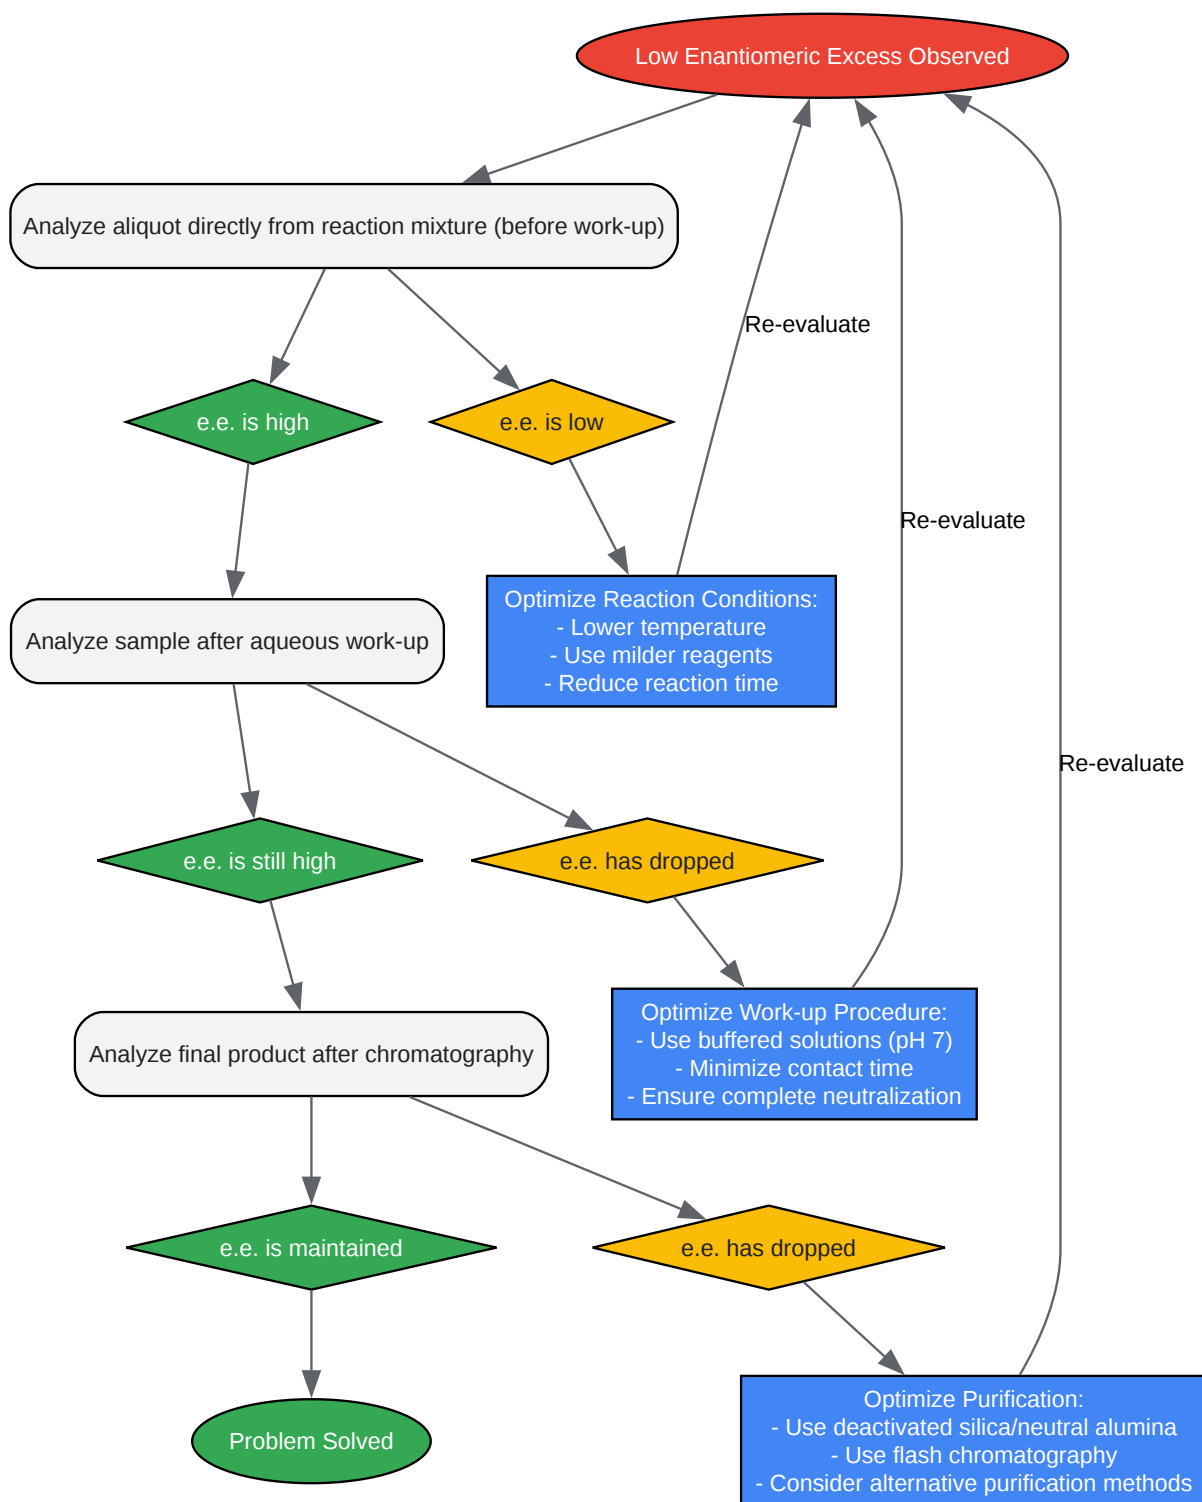 Low Enantiomeric Excess Observed
Analyze aliquot directly from reaction mixture (before work-up)
Re-evaluate
e.e. is high
e.e. is low
Re-evaluate
Optimize Reaction Conditions:
- Lower temperature
- Use milder reagents
- Reduce reaction time
Analyze sample after aqueous work-up
Re-evaluate
e.e. is still high
e.e. has dropped
Optimize Work-up Procedure:
- Use buffered solutions (pH 7)
- Minimize contact time
- Ensure complete neutralization
Analyze final product after chromatography
e.e. is maintained
e.e. has dropped
Problem Solved
Optimize Purification:
- Use deactivated silica/neutral alumina
- Use flash chromatography
- Consider alternative purification methods